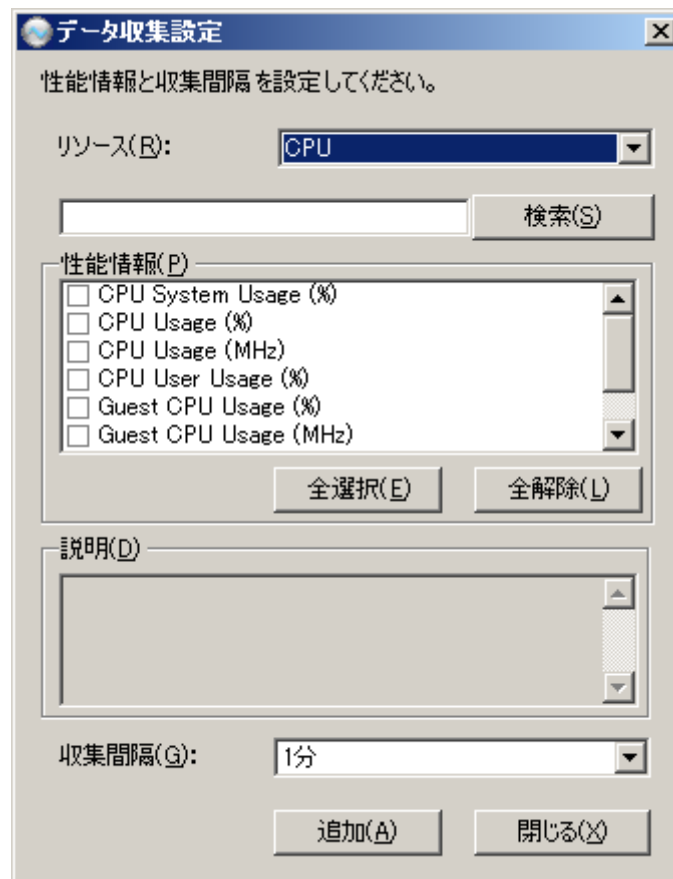 データ収集設定
性能情報と収集間隔を設定してください。
リソース(R):
CPU
検索(S)
性能情報(P)
CPU System Usage (%)
CPU Usage (%)
CPU Usage (MHz)
CPU User Usage (%)
Guest CPU Usage (%)
Guest CPU Usage (MHz)
全選択(E)
全解除(L)
説明(D)
収集間隔(G):
1分
追加(A)
閉じる(X)